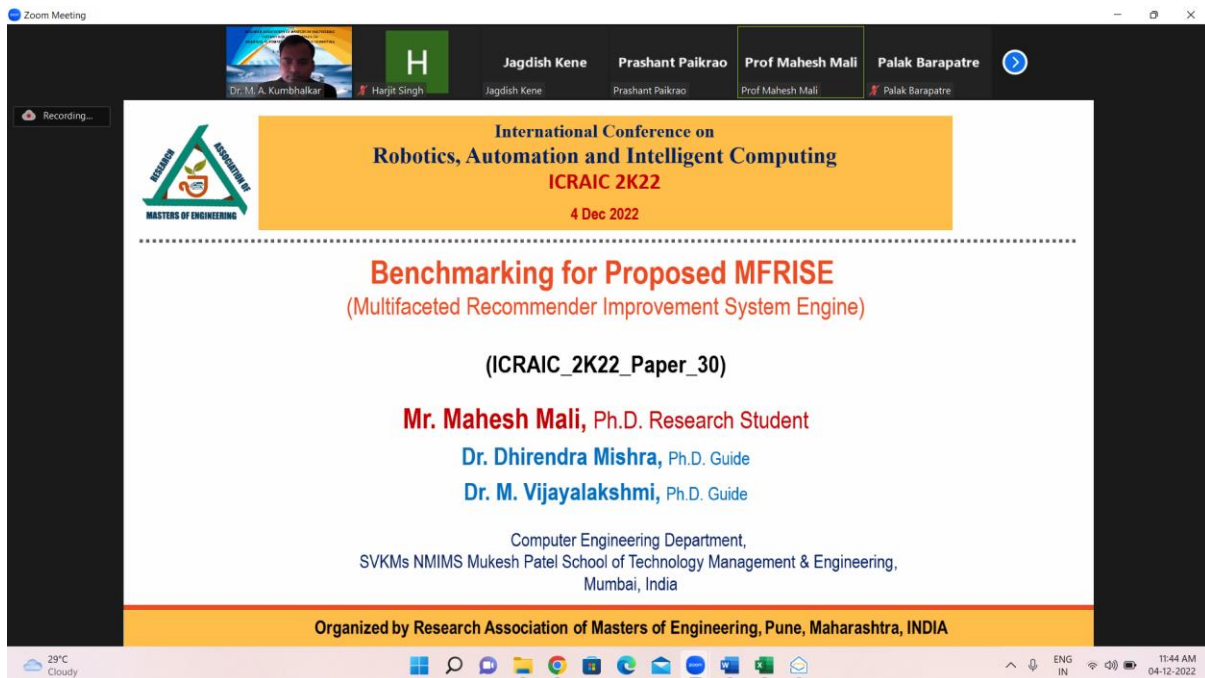 Zoom Meeting
H
Jagdish Kene
Prashant Paikrao
Prof Mahesh Mali
Palak Barapatre
Dr. M. A. Kumbhalkar
Harjit Singh
Jagdish Kene
Prashant Paikrao
Prof Mahesh Mali
Palak Barapatre
Recording...
RESEARCH ASSOCIATION OF
MASTERS OF ENGINEERING
International Conference on
Robotics, Automation and Intelligent Computing
ICRAIC 2K22
4 Dec 2022
Benchmarking for Proposed MFRISE
(Multifaceted Recommender Improvement System Engine)
(ICRAIC_2K22_Paper_30)
Mr. Mahesh Mali, Ph.D. Research Student
Dr. Dhirendra Mishra, Ph.D. Guide
Dr. M. Vijayalakshmi, Ph.D. Guide
Computer Engineering Department,
SVKMs NMIMS Mukesh Patel School of Technology Management & Engineering,
Mumbai, India
Organized by Research Association of Masters of Engineering, Pune, Maharashtra, INDIA
29°C
Cloudy
ENG
IN
11:44 AM
04-12-2022